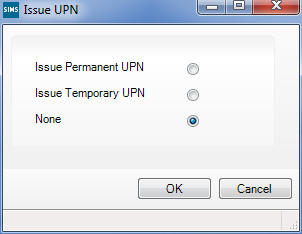 SIMS Issue UPN
Issue Permanent UPN
Issue Temporary UPN
None
OK Cancel